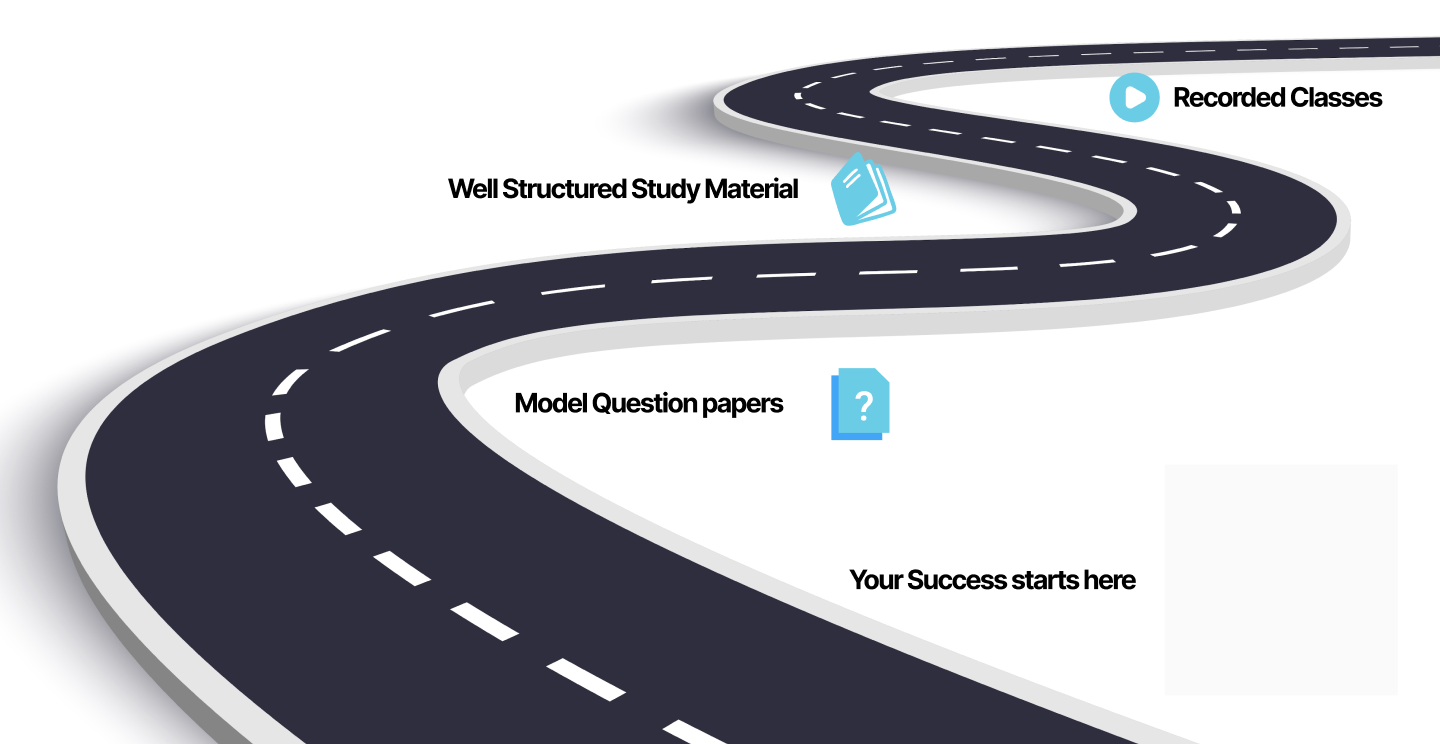 Recorded Classes
Well Structured Study Material
Model Question papers
?
Your Success starts here